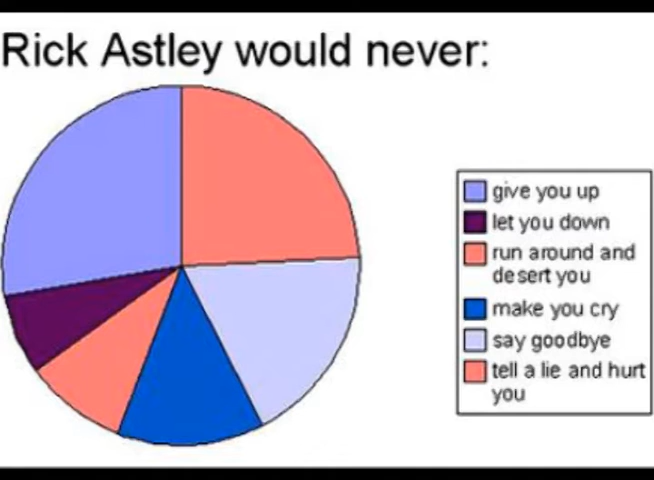 Rick Astley would never:
give you up
let you down
run around and
desert you
make you cry
say goodbye
tell a lie and hurt
you